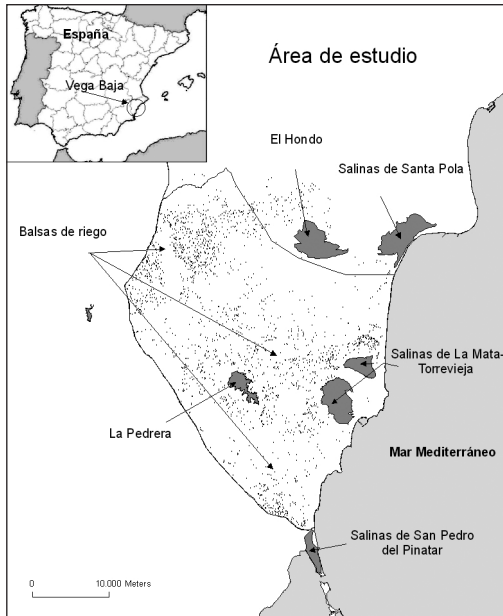 España
Vega Baja
Área de estudio
El Hondo
Salinas de Santa Pola
Balsas de riego
Salinas de La Mata-
Torrevieja
La Pedrera
Mar Mediterráneo
Salinas de San Pedro
del Pinatar
0 10.000 Meters